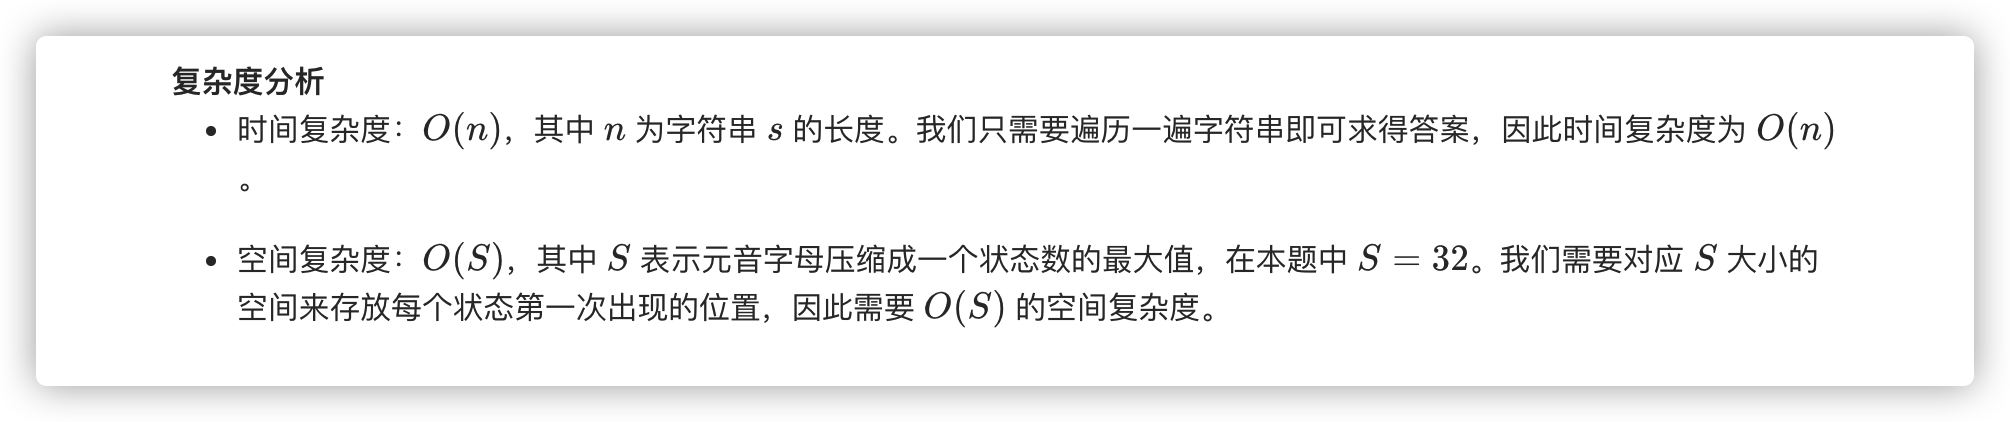 复杂度分析
• 时间复杂度：O(n)，其中 n 为字符串 s 的长度。我们只需要遍历一遍字符串即可求得答案，因此时间复杂度为 O(n)
。
• 空间复杂度：O(S)，其中 S 表示元音字母压缩成一个状态数的最大值，在本题中 S = 32。我们需要对应 S 大小的
空间来存放每个状态第一次出现的位置，因此需要 O(S) 的空间复杂度。